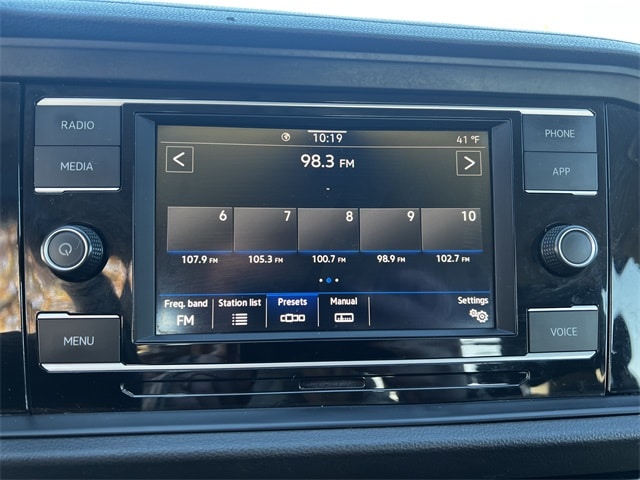 RADIO
MEDIA
MENU
10:19
41 °F
98.3 FM
-
6 7 8 9 10
107.9 FM 105.3 FM 100.7 FM 98.9 FM 102.7 FM
Freq. band Station list Presets Manual Settings
FM
PHONE
APP
VOICE